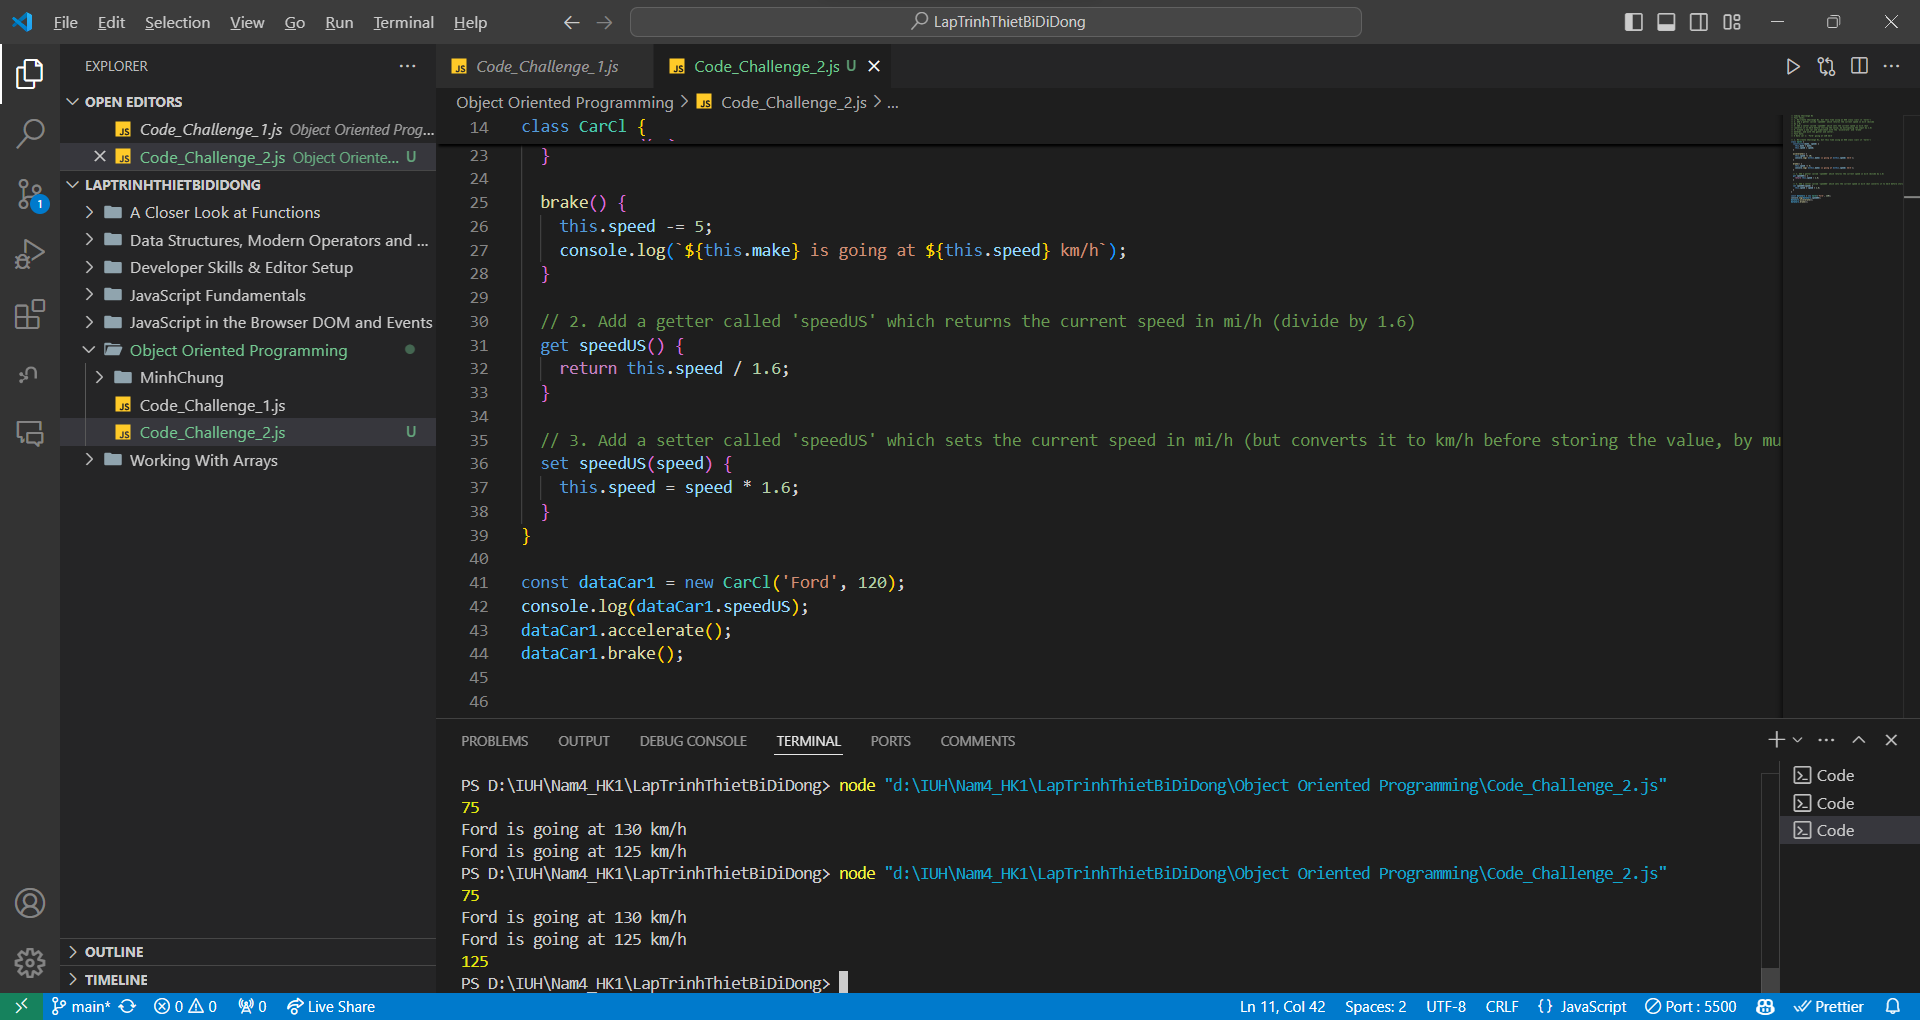 File Edit Selection View Go Run Terminal Help
LapTrinhThietBiDiDong
EXPLORER
OPEN EDITORS
JS Code_Challenge_1.js Object Oriented Prog...
JS Code_Challenge_2.js Object Oriente... U
LAPTRINHTHIETBIDIDONG
A Closer Look at Functions
Data Structures, Modern Operators and ...
Developer Skills & Editor Setup
JavaScript Fundamentals
JavaScript in the Browser DOM and Events
Object Oriented Programming
MinhChung
JS Code_Challenge_1.js
JS Code_Challenge_2.js U
Working With Arrays
OUTLINE
TIMELINE
1
JS Code_Challenge_1.js
JS Code_Challenge_2.js U
Object Oriented Programming > JS Code_Challenge_2.js > ...
14 class CarCl {
23 }
24
25 brake() {
26 this.speed -= 5;
27 console.log(`${this.make} is going at ${this.speed} km/h`);
28 }
29
30 // 2. Add a getter called 'speedUS' which returns the current speed in mi/h (divide by 1.6)
31 get speedUS() {
32 return this.speed / 1.6;
33 }
34
35 // 3. Add a setter called 'speedUS' which sets the current speed in mi/h (but converts it to km/h before storing the value, by mu
36 set speedUS(speed) {
37 this.speed = speed * 1.6;
38 }
39 }
40
41 const dataCar1 = new CarCl('Ford', 120);
42 console.log(dataCar1.speedUS);
43 dataCar1.accelerate();
44 dataCar1.brake();
45
46
PROBLEMS OUTPUT DEBUG CONSOLE TERMINAL PORTS COMMENTS
PS D:\IUH\Nam4_HK1\LapTrinhThietBiDiDong> node "d:\IUH\Nam4_HK1\LapTrinhThietBiDiDong\Object Oriented Programming\Code_Challenge_2.js"
75
Ford is going at 130 km/h
Ford is going at 125 km/h
PS D:\IUH\Nam4_HK1\LapTrinhThietBiDiDong> node "d:\IUH\Nam4_HK1\LapTrinhThietBiDiDong\Object Oriented Programming\Code_Challenge_2.js"
75
Ford is going at 130 km/h
Ford is going at 125 km/h
125
PS D:\IUH\Nam4_HK1\LapTrinhThietBiDiDong>
Code
Code
Code
main* 0 0 0 Live Share
Ln 11, Col 42 Spaces: 2 UTF-8 CRLF {} JavaScript Port : 5500 Prettier